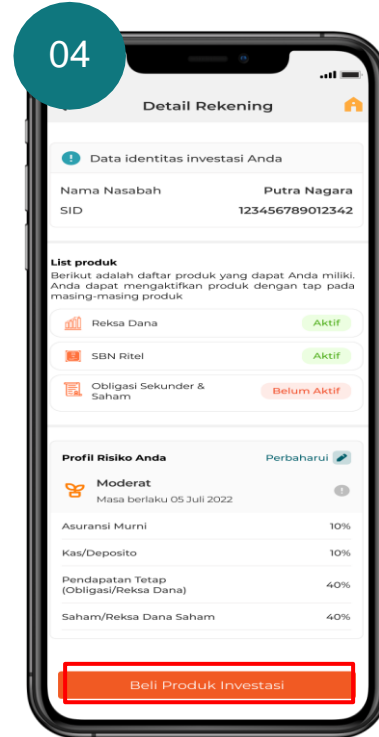 04
Detail Rekening
Data identitas investasi Anda
Nama Nasabah Putra Nagara
SID 123456789012342
List produk
Berikut adalah daftar produk yang dapat Anda miliki.
Anda dapat mengaktifkan produk dengan tap pada
masing-masing produk
Reksa Dana Aktif
SBN Ritel Aktif
Obligasi Sekunder &
Saham Belum Aktif
Profil Risiko Anda Perbaharui
Moderat
Masa berlaku 05 Juli 2022
Asuransi Murni 10%
Kas/Deposito 10%
Pendapatan Tetap
(Obligasi/Reksa Dana) 40%
Saham/Reksa Dana Saham 40%
Beli Produk Investasi